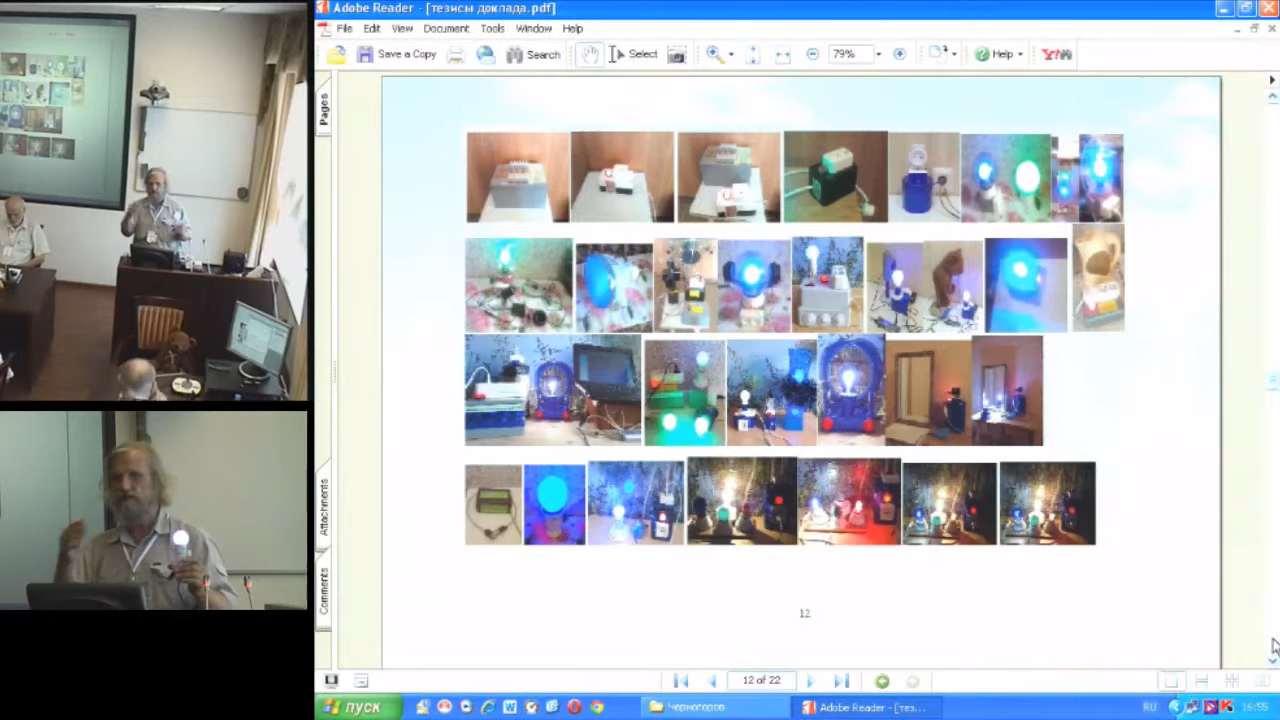 Adobe Reader - [тезисы доклада.pdf]
File Edit View Document Tools Window Help
Save a Copy Search Select 79% Help Y!
Pages
Attachments
Comments
12
12 of 22
пуск Черногоров Adobe Reader - [тез... RU 16:55